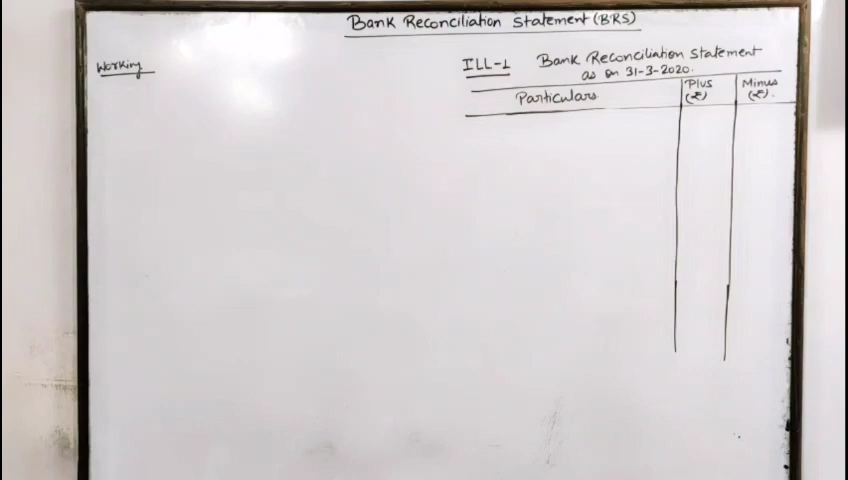 Bank Reconciliation Statement (BRS)
Working
ILL-1 Bank Reconciliation Statement
as on 31-3-2020.
Particulars Plus (₹) Minus (₹).